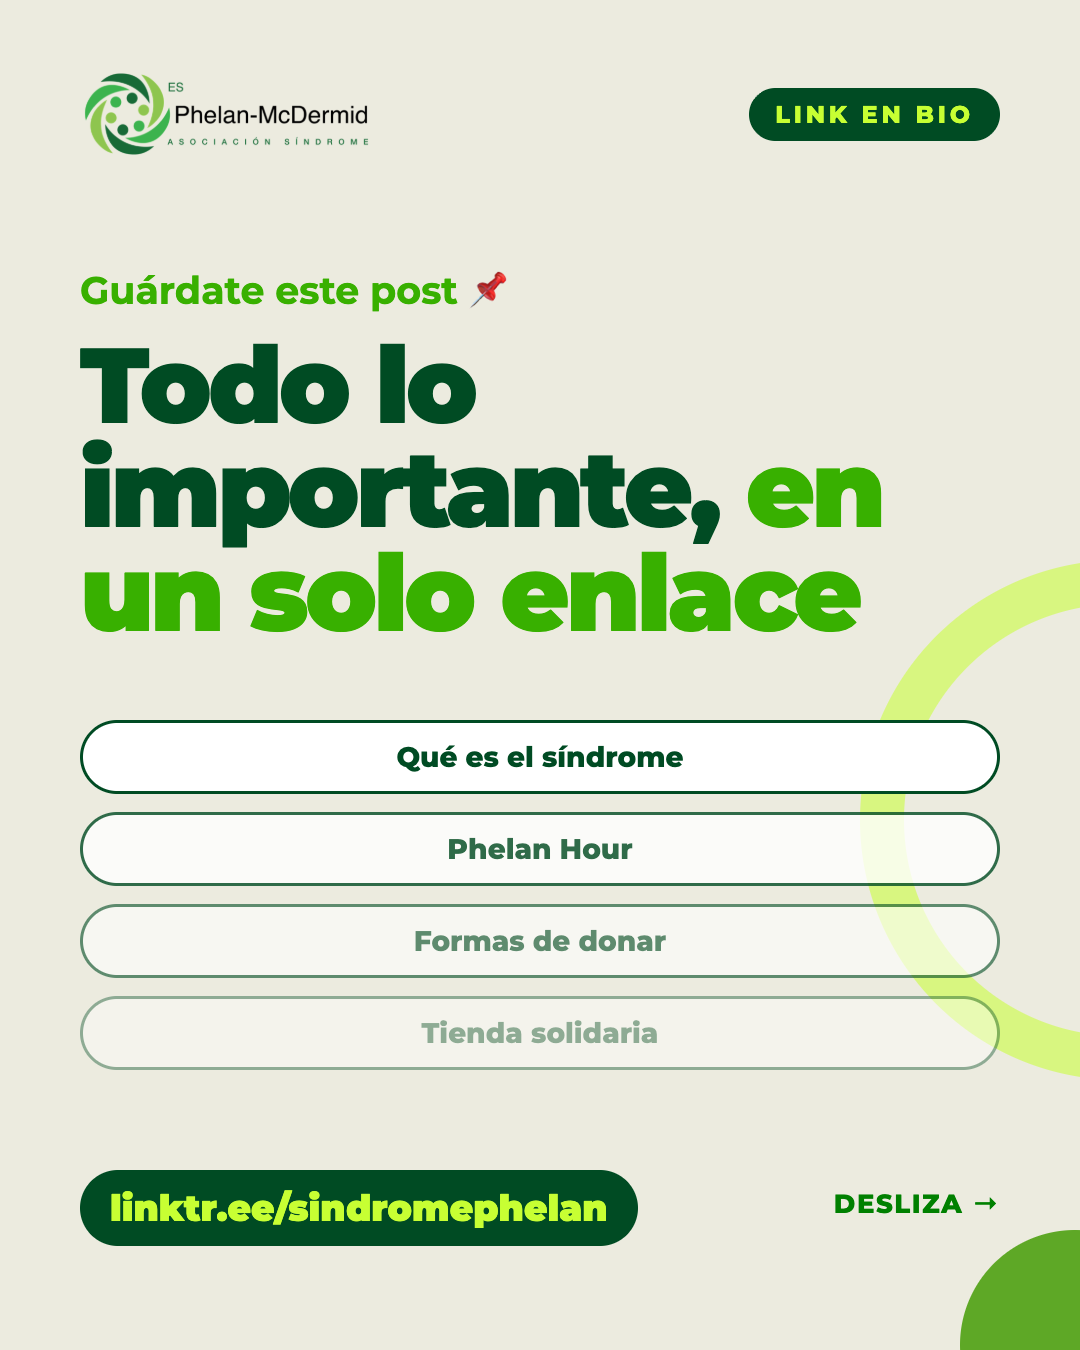 ES
Phelan-McDermid
ASOCIACIÓN SÍNDROME
LINK EN BIO
Guárdate este post 📌
Todo lo
importante, en
un solo enlace
Qué es el síndrome
Phelan Hour
Formas de donar
Tienda solidaria
linktr.ee/sindromephelan
DESLIZA →